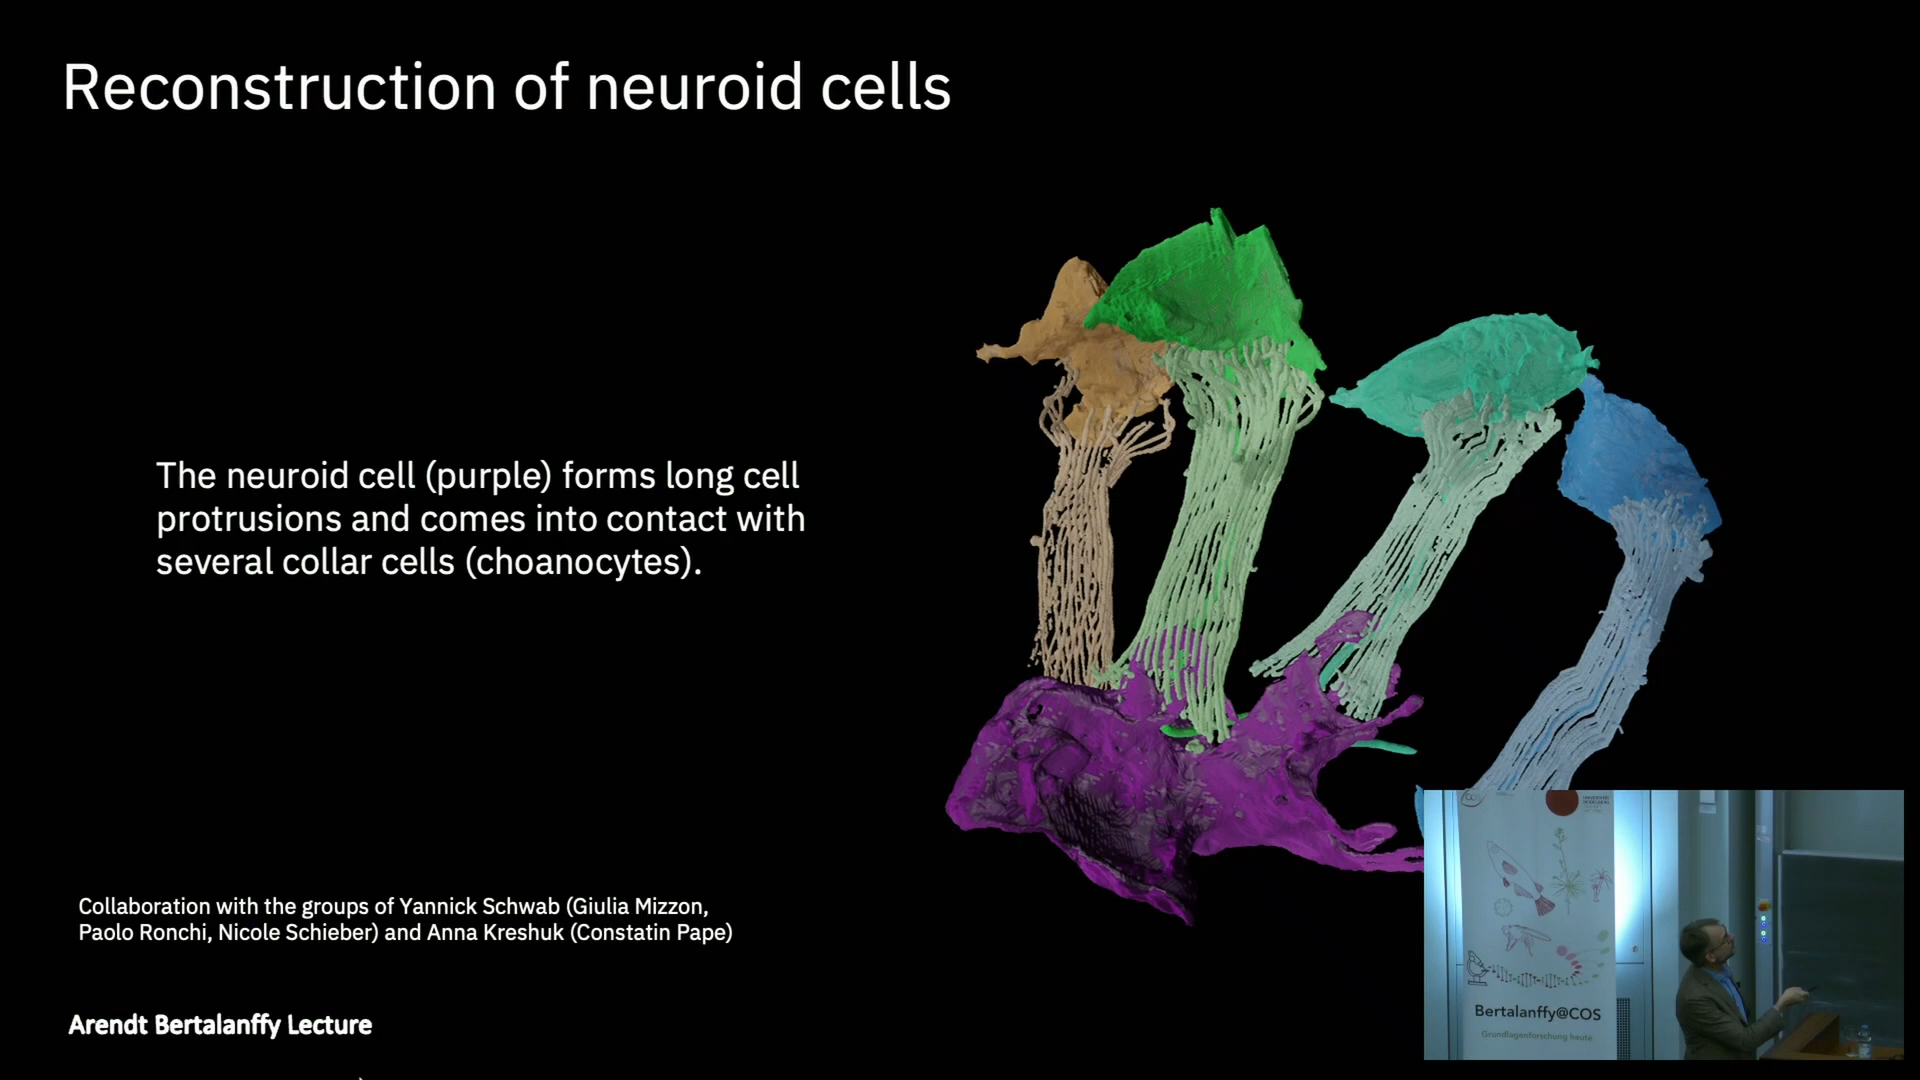 Reconstruction of neuroid cells
The neuroid cell (purple) forms long cell
protrusions and comes into contact with
several collar cells (choanocytes).
Collaboration with the groups of Yannick Schwab (Giulia Mizzon,
Paolo Ronchi, Nicole Schieber) and Anna Kreshuk (Constatin Pape)
Arendt Bertalanffy Lecture
Bertalanffy@COS
Grundlagenforschung heute